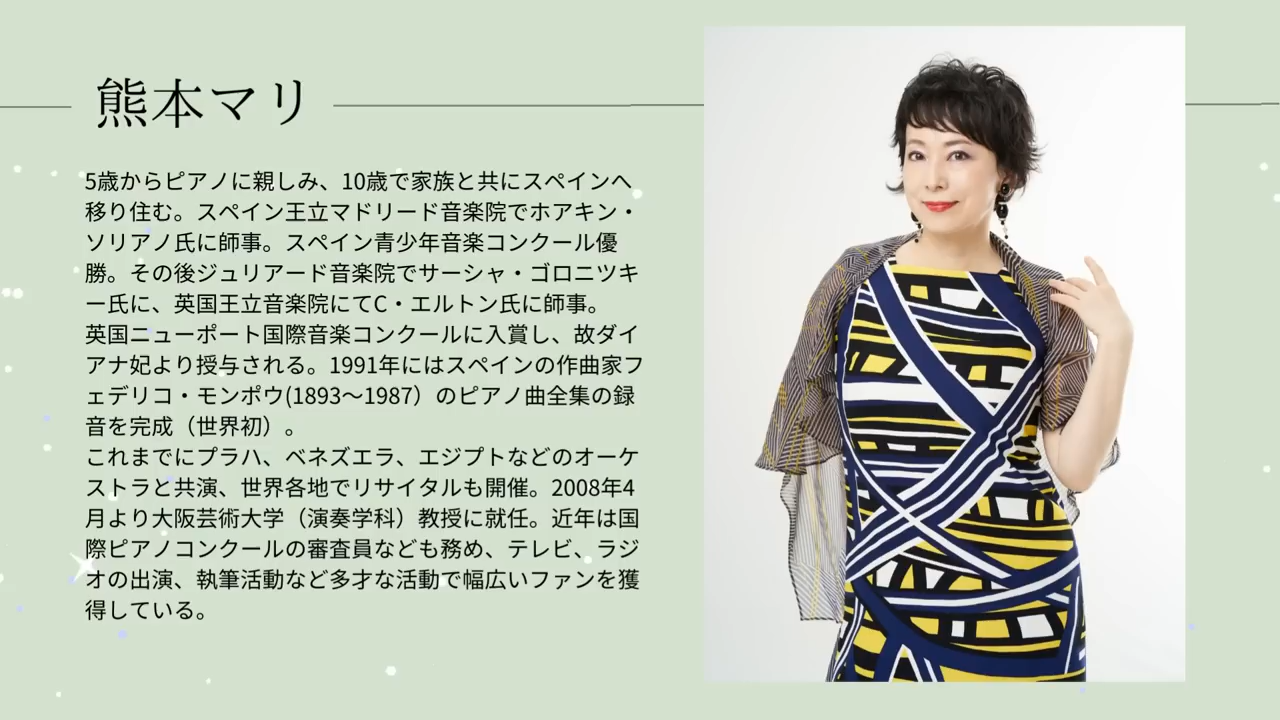 熊本マリ
5歳からピアノに親しみ、10歳で家族と共にスペインへ
移り住む。スペイン王立マドリード音楽院でホアキン・
ソリアノ氏に師事。スペイン青少年音楽コンクール優
勝。その後ジュリアード音楽院でサーシャ・ゴロニツキ
ー氏に、英国王立音楽院にてC・エルトン氏に師事。
英国ニューポート国際音楽コンクールに入賞し、故ダイ
アナ妃より授与される。1991年にはスペインの作曲家フ
ェデリコ・モンポウ(1893〜1987）のピアノ曲全集の録
音を完成（世界初）。
これまでにプラハ、ベネズエラ、エジプトなどのオーケ
ストラと共演、世界各地でリサイタルも開催。2008年4
月より大阪芸術大学（演奏学科）教授に就任。近年は国
際ピアノコンクールの審査員なども務め、テレビ、ラジ
オの出演、執筆活動など多才な活動で幅広いファンを獲
得している。